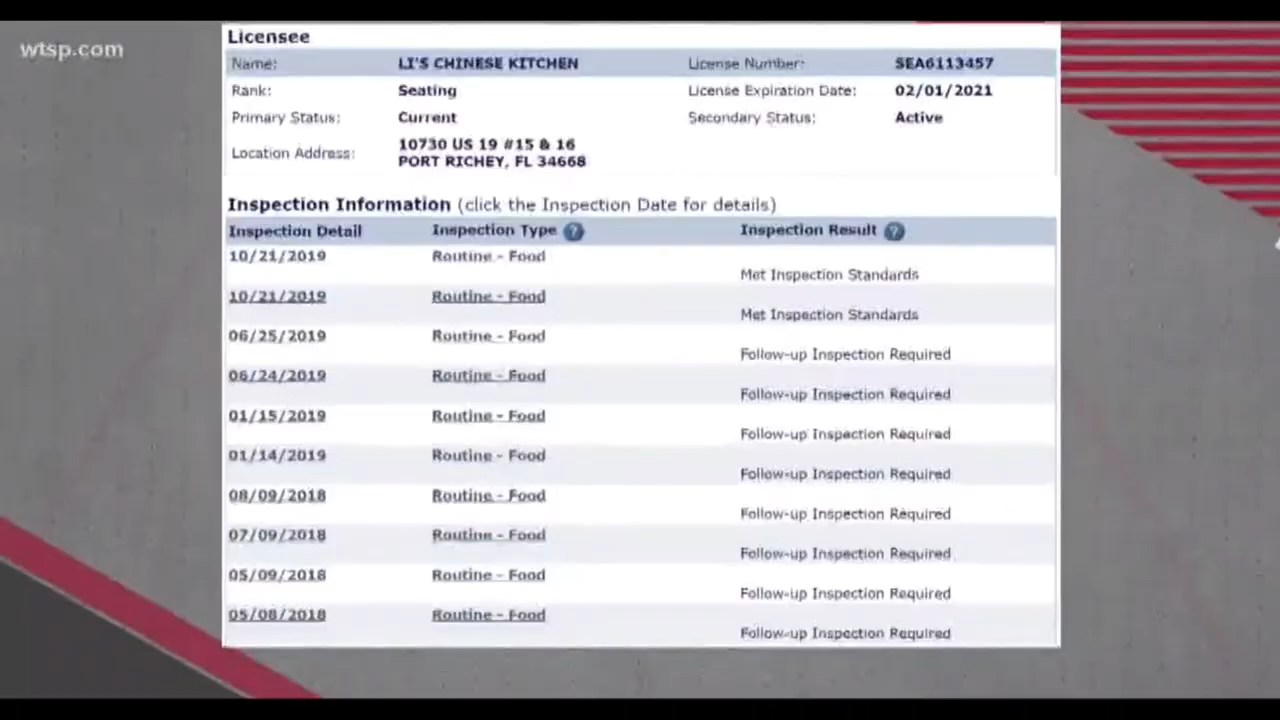 wtsp.com
Licensee
Name: LI'S CHINESE KITCHEN License Number: SEA6113457
Rank: Seating License Expiration Date: 02/01/2021
Primary Status: Current Secondary Status: Active
Location Address: 10730 US 19 #15 & 16
PORT RICHEY, FL 34668
Inspection Information (click the Inspection Date for details)
Inspection Detail Inspection Type ? Inspection Result ?
10/21/2019 Routine - Food
Met Inspection Standards
10/21/2019 Routine - Food
Met Inspection Standards
06/25/2019 Routine - Food
Follow-up Inspection Required
06/24/2019 Routine - Food
Follow-up Inspection Required
01/15/2019 Routine - Food
Follow-up Inspection Required
01/14/2019 Routine - Food
Follow-up Inspection Required
08/09/2018 Routine - Food
Follow-up Inspection Required
07/09/2018 Routine - Food
Follow-up Inspection Required
05/09/2018 Routine - Food
Follow-up Inspection Required
05/08/2018 Routine - Food
Follow-up Inspection Required